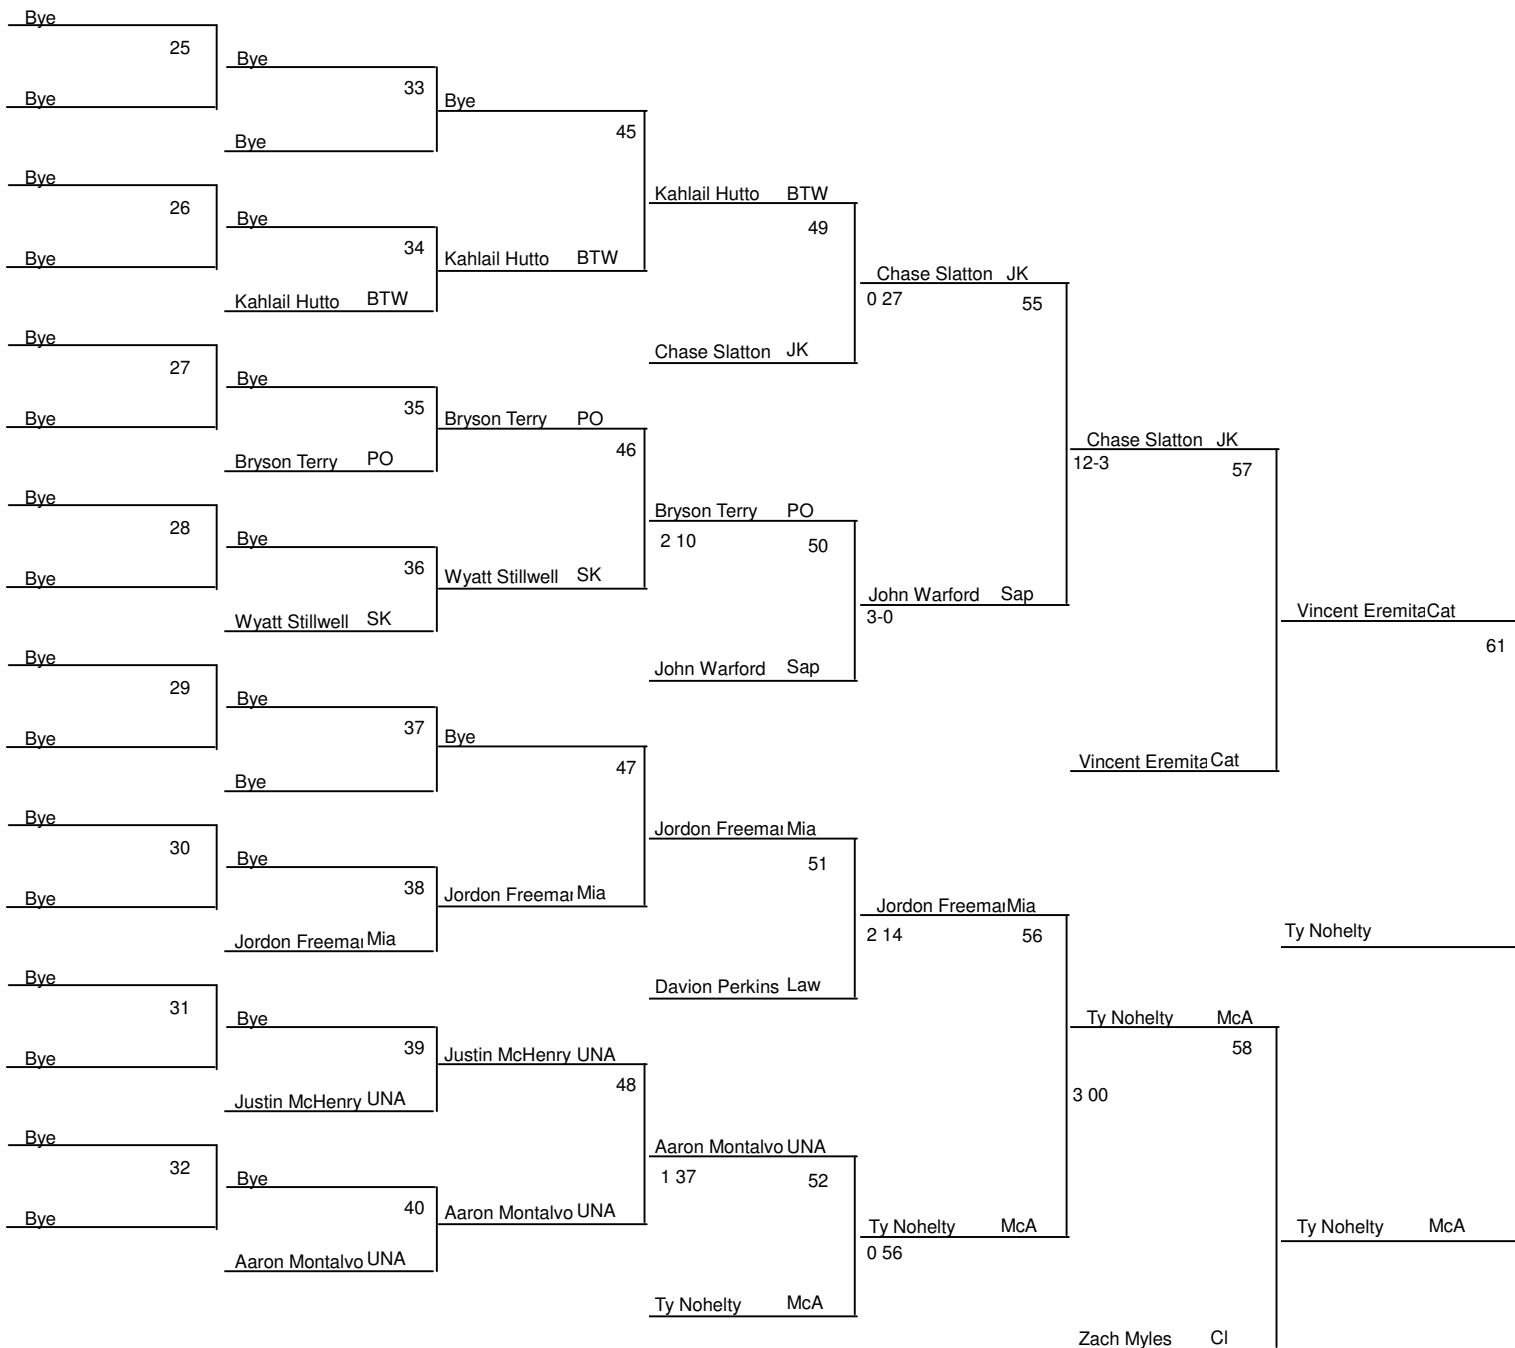 Bye
25
Bye
Bye
33
Bye
Bye
Bye
45
Bye
26
Kahlail Hutto BTW
Bye
49
Bye
34
Kahlail Hutto BTW
Chase Slatton JK
Kahlail Hutto BTW
0 27
55
Bye
Chase Slatton JK
27
Bye
Bye
35
Bryson Terry PO
Chase Slatton JK
Bryson Terry PO
46
12-3
57
Bye
Bryson Terry PO
28
Bye
2 10
50
Bye
36
Wyatt Stillwell SK
John Warford Sap
Wyatt Stillwell SK
3-0
Vincent Eremita Cat
61
Bye
John Warford Sap
29
Bye
Bye
37
Bye
Vincent Eremita Cat
Bye
47
Bye
Jordon Freemar Mia
30
Bye
51
Bye
38
Jordon Freemar Mia
Jordon Freemar Mia
Jordon Freemar Mia
2 14
56
Ty Nohelty
Bye
Davion Perkins Law
31
Bye
Ty Nohelty McA
Bye
39
Justin McHenry UNA
58
Justin McHenry UNA
48
3 00
Bye
Aaron Montalvo UNA
32
Bye
1 37
52
Bye
40
Aaron Montalvo UNA
Ty Nohelty McA
Ty Nohelty McA
Aaron Montalvo UNA
0 56
Ty Nohelty McA
Zach Myles Cl